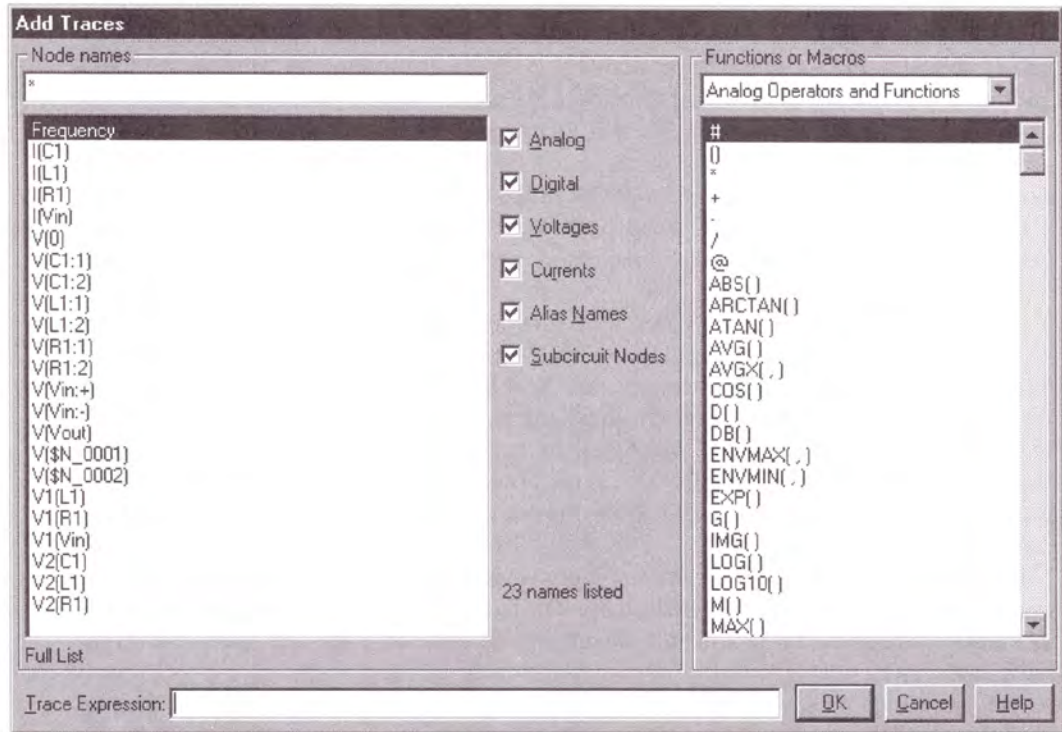 Add Traces
Node names
*
Frequency
I(C1)
I(L1)
I(R1)
I(Vin)
V(0)
V(C1:1)
V(C1:2)
V(L1:1)
V(L1:2)
V(R1:1)
V(R1:2)
V(Vin:+)
V(Vin:-)
V(Vout)
V($N_0001)
V($N_0002)
V1(L1)
V1(R1)
V1(Vin)
V2(C1)
V2(L1)
V2(R1)
Full List
Analog
Digital
Voltages
Currents
Alias Names
Subcircuit Nodes
23 names listed
Functions or Macros
Analog Operators and Functions
#
()
*
+
-
/
@
ABS()
ARCTAN()
ATAN()
AVG()
AVGX(,)
COS()
D()
DB()
ENVMAX(,)
ENVMIN(,)
EXP()
G()
IMG()
LOG()
LOG10()
M()
MAX()
Trace Expression:
OK
Cancel
Help